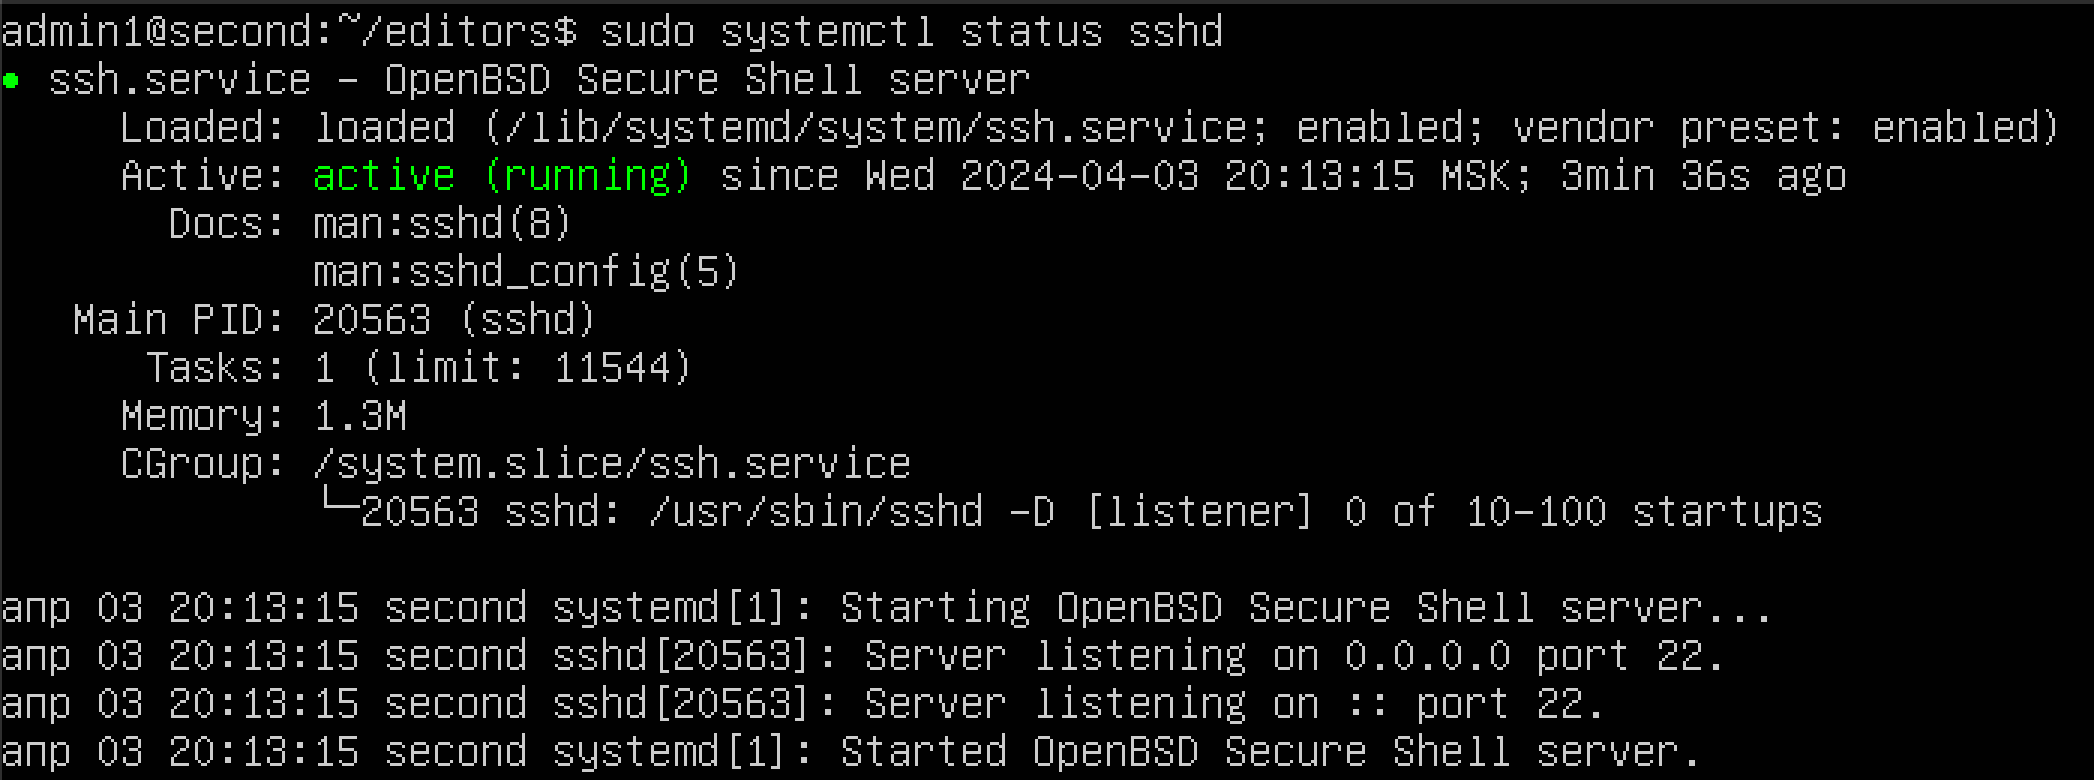 admin1@second:~/editors$ sudo systemctl status sshd
● ssh.service - OpenBSD Secure Shell server
     Loaded: loaded (/lib/systemd/system/ssh.service; enabled; vendor preset: enabled)
     Active: active (running) since Wed 2024-04-03 20:13:15 MSK; 3min 36s ago
       Docs: man:sshd(8)
             man:sshd_config(5)
   Main PID: 20563 (sshd)
      Tasks: 1 (limit: 11544)
     Memory: 1.3M
     CGroup: /system.slice/ssh.service
             └─20563 sshd: /usr/sbin/sshd -D [listener] 0 of 10-100 startups

апр 03 20:13:15 second systemd[1]: Starting OpenBSD Secure Shell server...
апр 03 20:13:15 second sshd[20563]: Server listening on 0.0.0.0 port 22.
апр 03 20:13:15 second sshd[20563]: Server listening on :: port 22.
апр 03 20:13:15 second systemd[1]: Started OpenBSD Secure Shell server.